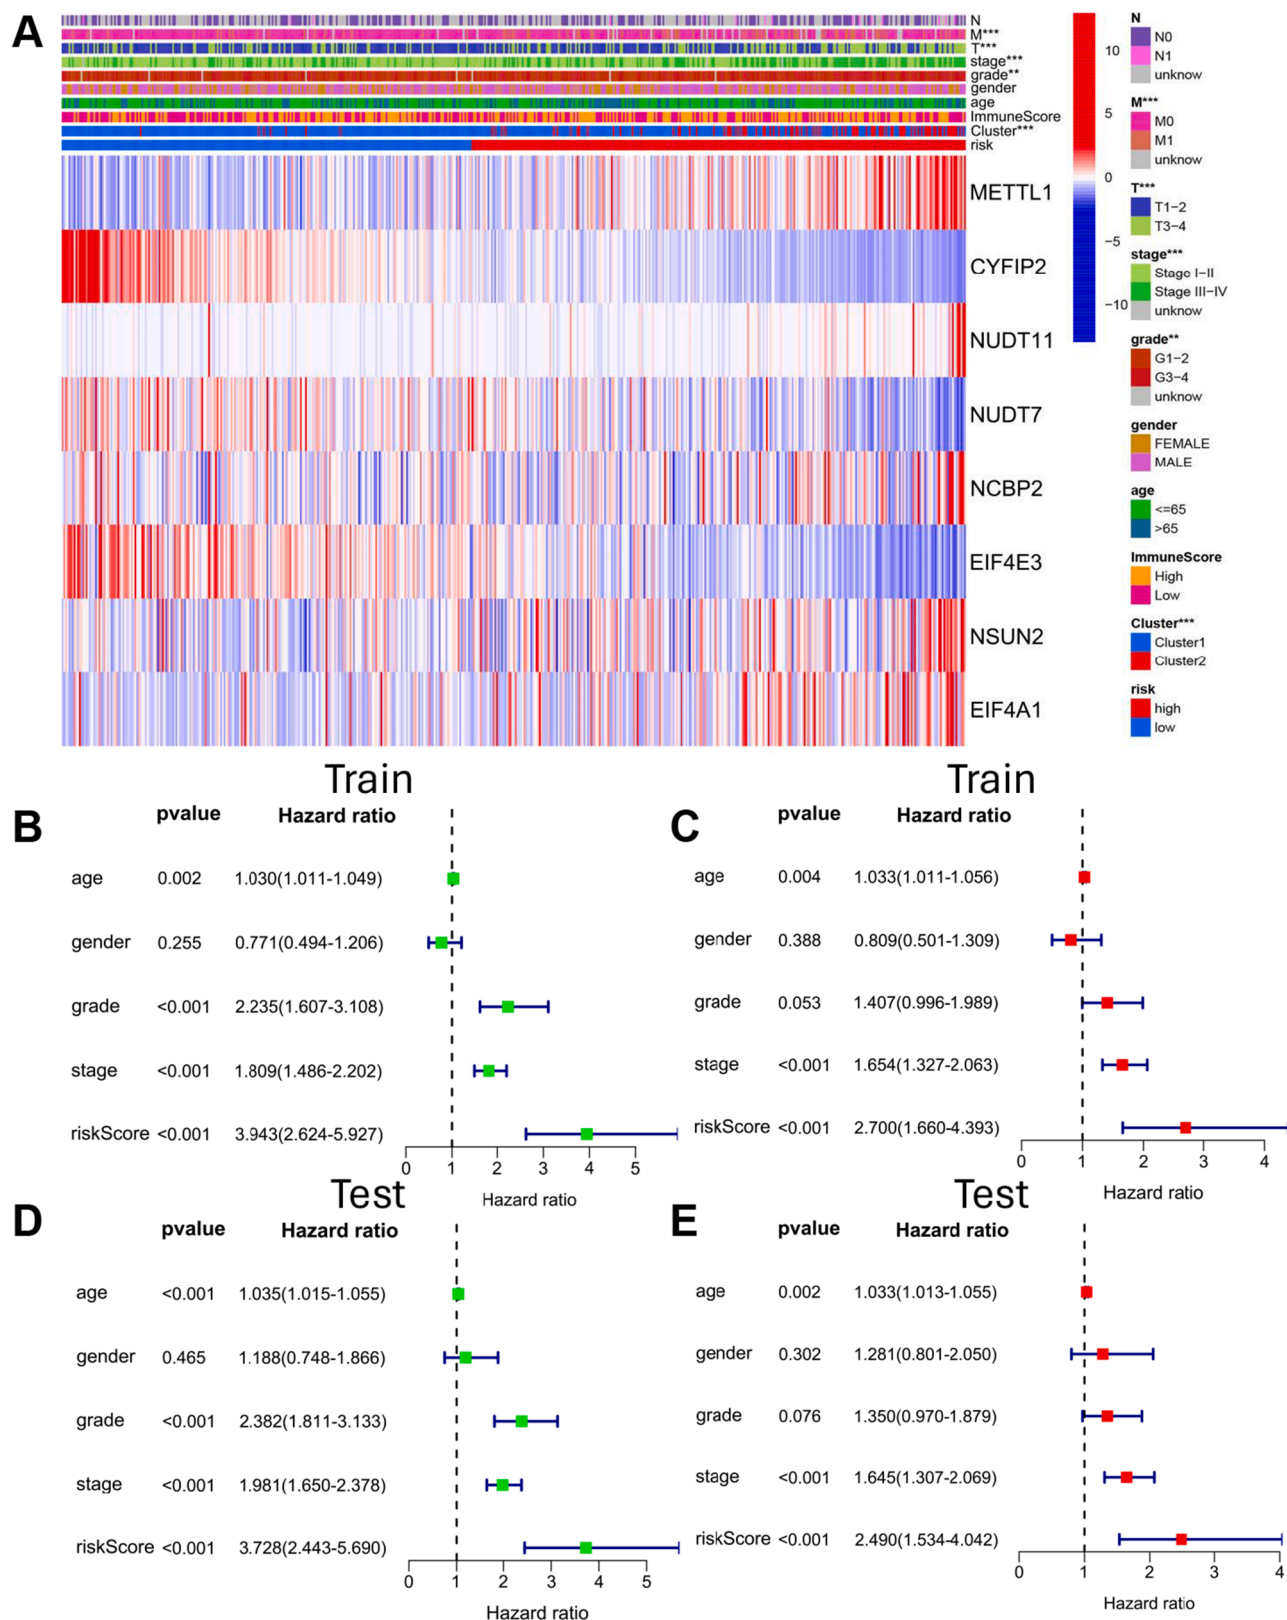 A
N
M***
T***
stage***
grade**
gender
age
ImmuneScore
Cluster***
risk
METTL1
CYFIP2
NUDT11
NUDT7
NCBP2
EIF4E3
NSUN2
EIF4A1
10
5
0
−5
−10
N
N0
N1
unknow
M***
M0
M1
unknow
T***
T1−2
T3−4
stage***
Stage I−II
Stage III−IV
unknow
grade**
G1−2
G3−4
unknow
gender
FEMALE
MALE
age
<=65
>65
ImmuneScore
High
Low
Cluster***
Cluster1
Cluster2
risk
high
low
Train
B
pvalue Hazard ratio
age 0.002 1.030(1.011-1.049)
gender 0.255 0.771(0.494-1.206)
grade <0.001 2.235(1.607-3.108)
stage <0.001 1.809(1.486-2.202)
riskScore <0.001 3.943(2.624-5.927)
0 1 2 3 4 5
Hazard ratio
Train
C
pvalue Hazard ratio
age 0.004 1.033(1.011-1.056)
gender 0.388 0.809(0.501-1.309)
grade 0.053 1.407(0.996-1.989)
stage <0.001 1.654(1.327-2.063)
riskScore <0.001 2.700(1.660-4.393)
0 1 2 3 4
Hazard ratio
Test
D
pvalue Hazard ratio
age <0.001 1.035(1.015-1.055)
gender 0.465 1.188(0.748-1.866)
grade <0.001 2.382(1.811-3.133)
stage <0.001 1.981(1.650-2.378)
riskScore <0.001 3.728(2.443-5.690)
0 1 2 3 4 5
Hazard ratio
Test
E
pvalue Hazard ratio
age 0.002 1.033(1.013-1.055)
gender 0.302 1.281(0.801-2.050)
grade 0.076 1.350(0.970-1.879)
stage <0.001 1.645(1.307-2.069)
riskScore <0.001 2.490(1.534-4.042)
0 1 2 3 4
Hazard ratio